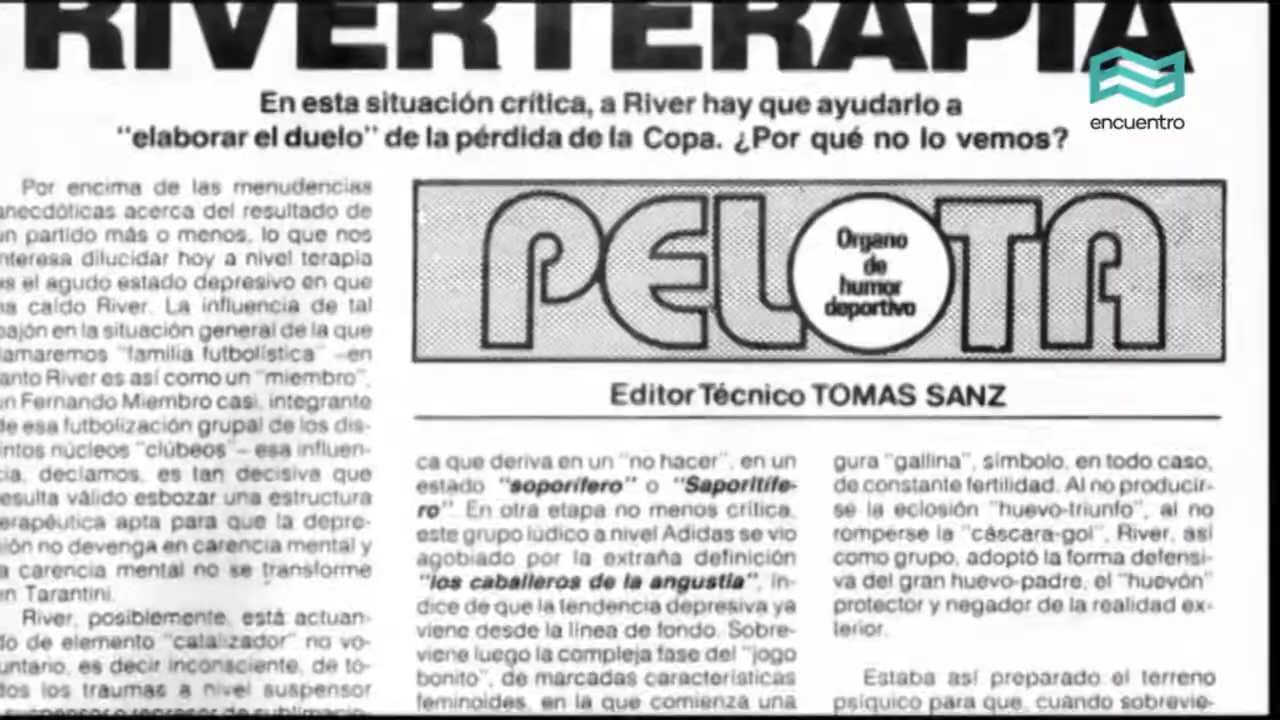 RIVERTERAPIA
encuentro
En esta situación crítica, a River hay que ayudarlo a
"elaborar el duelo" de la pérdida de la Copa. ¿Por qué no lo vemos?
Por encima de las menudencias
anecdóticas acerca del resultado de
un partido más o menos, lo que nos
nteresa dilucidar hoy a nivel terapia
es el agudo estado depresivo en que
ha caído River. La influencia de tal
bajón en la situación general de la que
lamaremos "familia futbolística" –en
anto River es así como un "miembro",
un Fernando Miembro casi, integrante
de esa futbolización grupal de los dis-
intos núcleos "clúbeos"– esa influen-
cia, decíamos, es tan decisiva que
resulta válido esbozar una estructura
erapéutica apta para que la depre-
sión no devenga en carencia mental y
a carencia mental no se transforme
en Tarantini.
River, posiblemente, está actuan-
do de elemento "catalizador" no vo-
untario, es decir inconsciente, de to-
dos los traumas a nivel suspensor
suspensor o represor de sublimacio-
PELOTA
Organo
de
humor
deportivo
Editor Técnico TOMAS SANZ
ca que deriva en un "no hacer", en un
estado "soporífero" o "Saporitífe-
ro". En otra etapa no menos crítica,
este grupo lúdico a nivel Adidas se vio
agobiado por la extraña definición
"los caballeros de la angustia", ín-
dice de que la tendencia depresiva ya
viene desde la línea de fondo. Sobre-
viene luego la compleja fase del "jogo
bonito", de marcadas características
feminoides, en la que comienza una
gura "gallina", símbolo, en todo caso,
de constante fertilidad. Al no producir-
se la eclosión "huevo-triunfo", al no
romperse la "cáscara-gol", River, así
como grupo, adoptó la forma defensi-
va del gran huevo-padre, el "huevón"
protector y negador de la realidad ex-
terior.
Estaba así preparado el terreno
psíquico para que, cuando sobrevie-